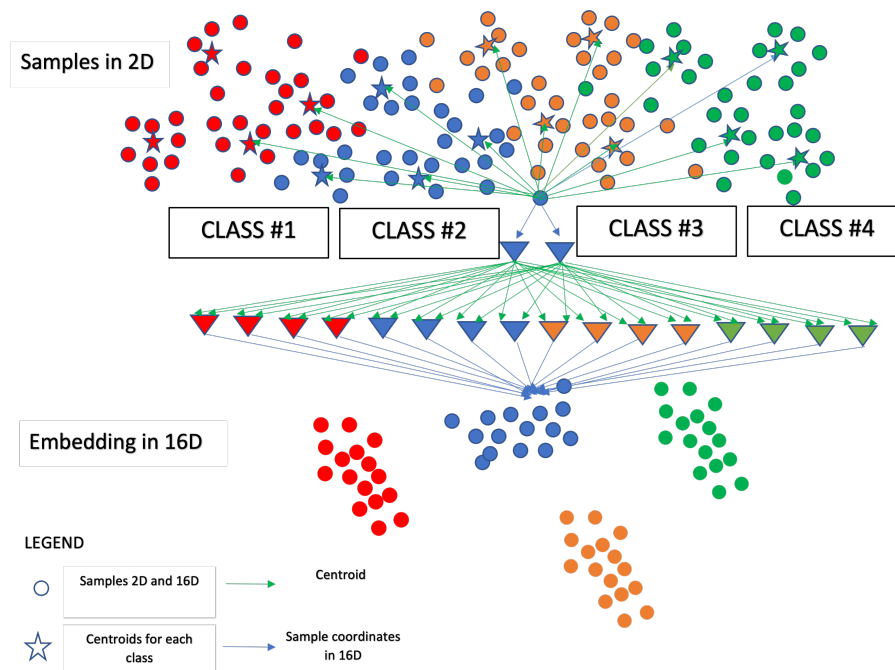 Samples in 2D
CLASS #1
CLASS #2
CLASS #3
CLASS #4
Embedding in 16D
LEGEND
Samples 2D and 16D
Centroid
Centroids for each
class
Sample coordinates
in 16D